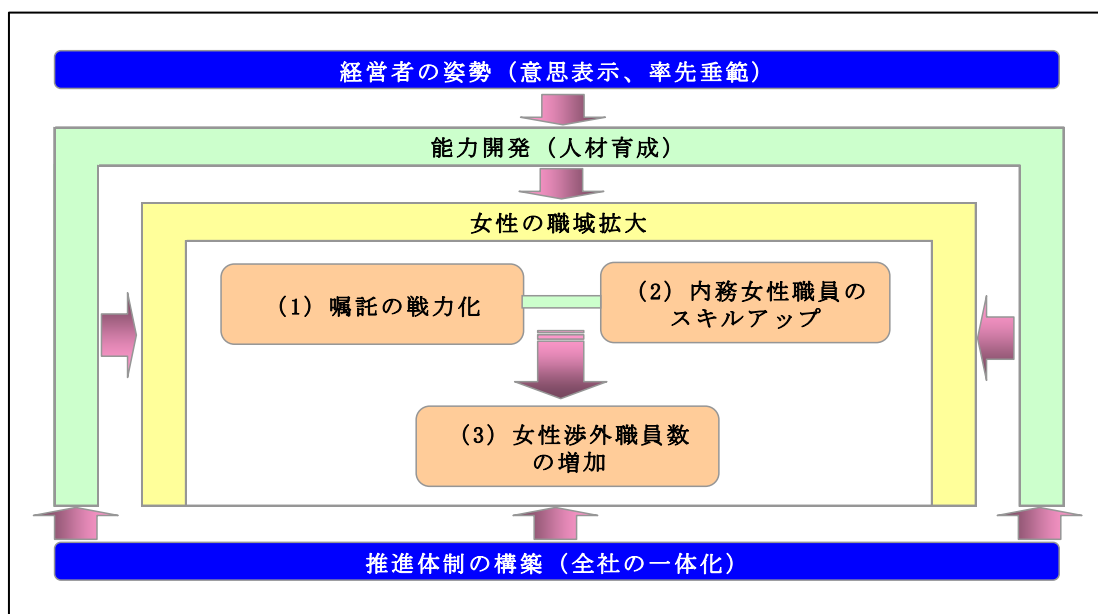 経営者の姿勢（意思表示、率先垂範）
能力開発（人材育成）
女性の職域拡大
(1) 嘱託の戦力化
(2) 内務女性職員の
スキルアップ
(3) 女性渉外職員数
の増加
推進体制の構築（全社の一体化）